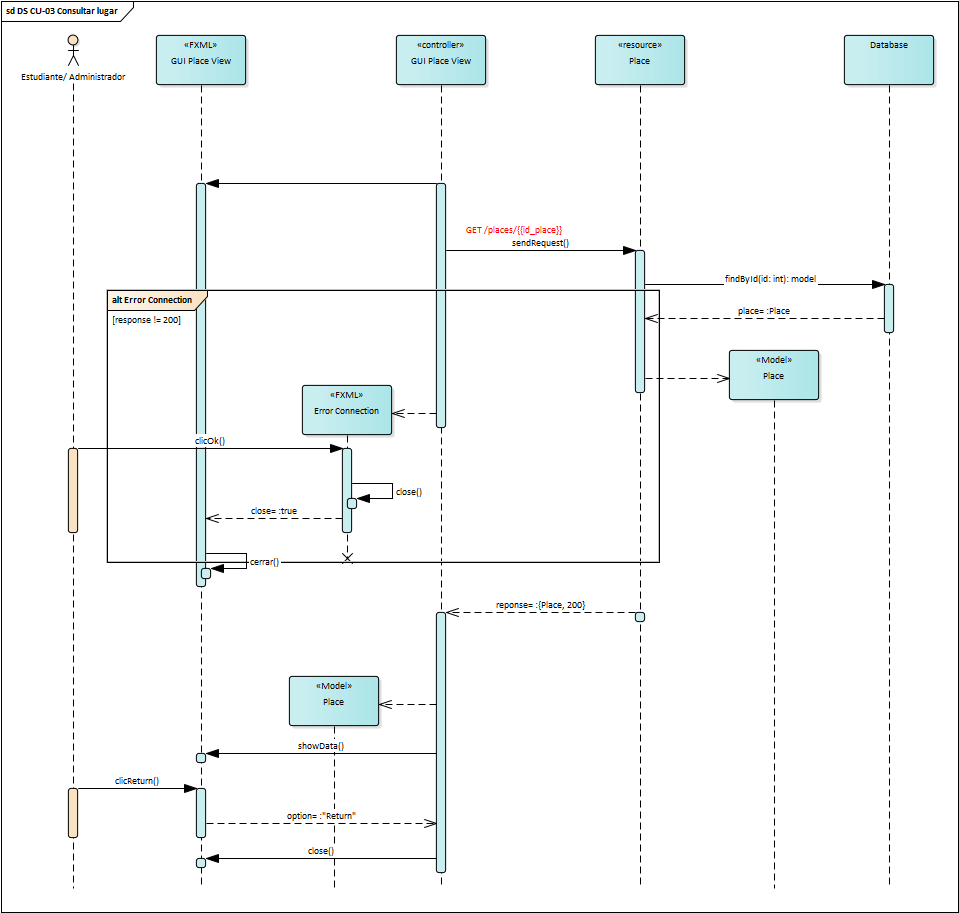 sd DS CU-03 Consultar lugar
Estudiante/ Administrador
«FXML»
GUI Place View
«controller»
GUI Place View
«resource»
Place
Database
GET /places/{{id_place}}
sendRequest()
findById(id: int): model
alt Error Connection
[response != 200]
place= :Place
«Model»
Place
«FXML»
Error Connection
clicOk()
close()
close= :true
cerrar()
reponse= :{Place, 200}
«Model»
Place
showData()
clicReturn()
option= :"Return"
close()